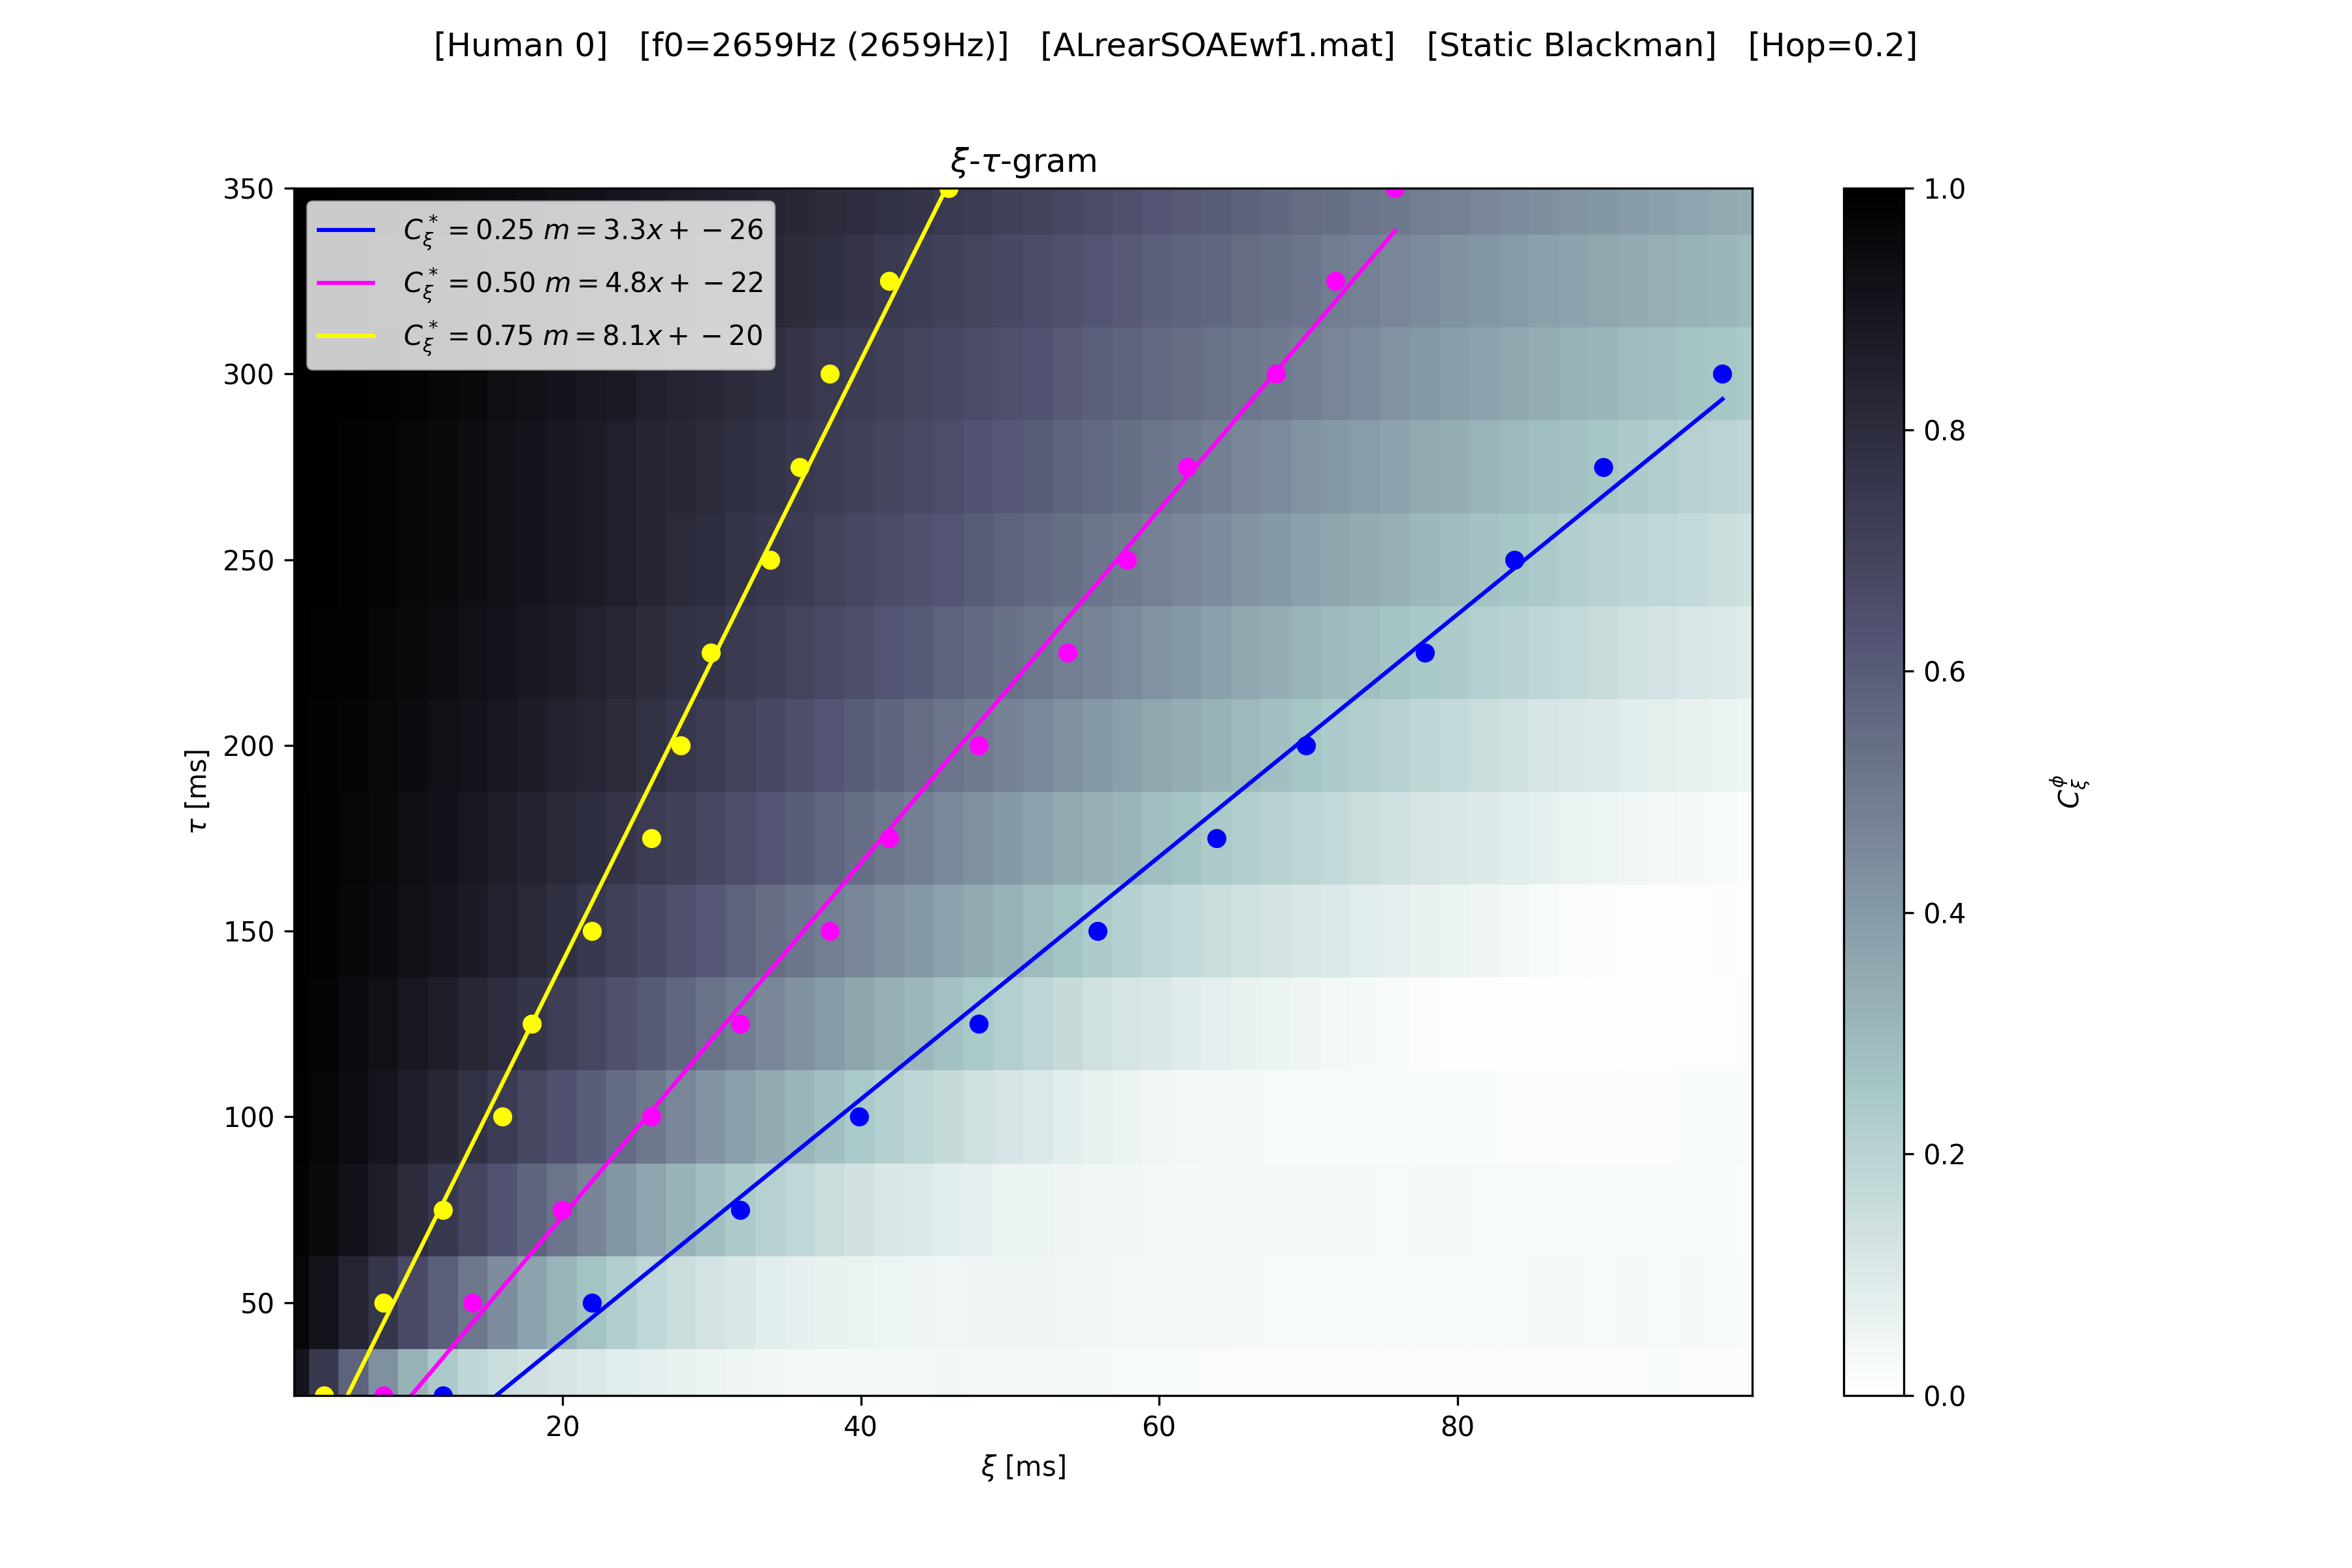 [Human 0]   [f0=2659Hz (2659Hz)]   [ALrearSOAEwf1.mat]   [Static Blackman]   [Hop=0.2]
ξ-τ-gram
C*ξ = 0.25 m = 3.3x + −26
C*ξ = 0.50 m = 4.8x + −22
C*ξ = 0.75 m = 8.1x + −20
350
300
250
200
150
100
50
τ [ms]
20 40 60 80
ξ [ms]
1.0
0.8
0.6
0.4
0.2
0.0
Cϕξ